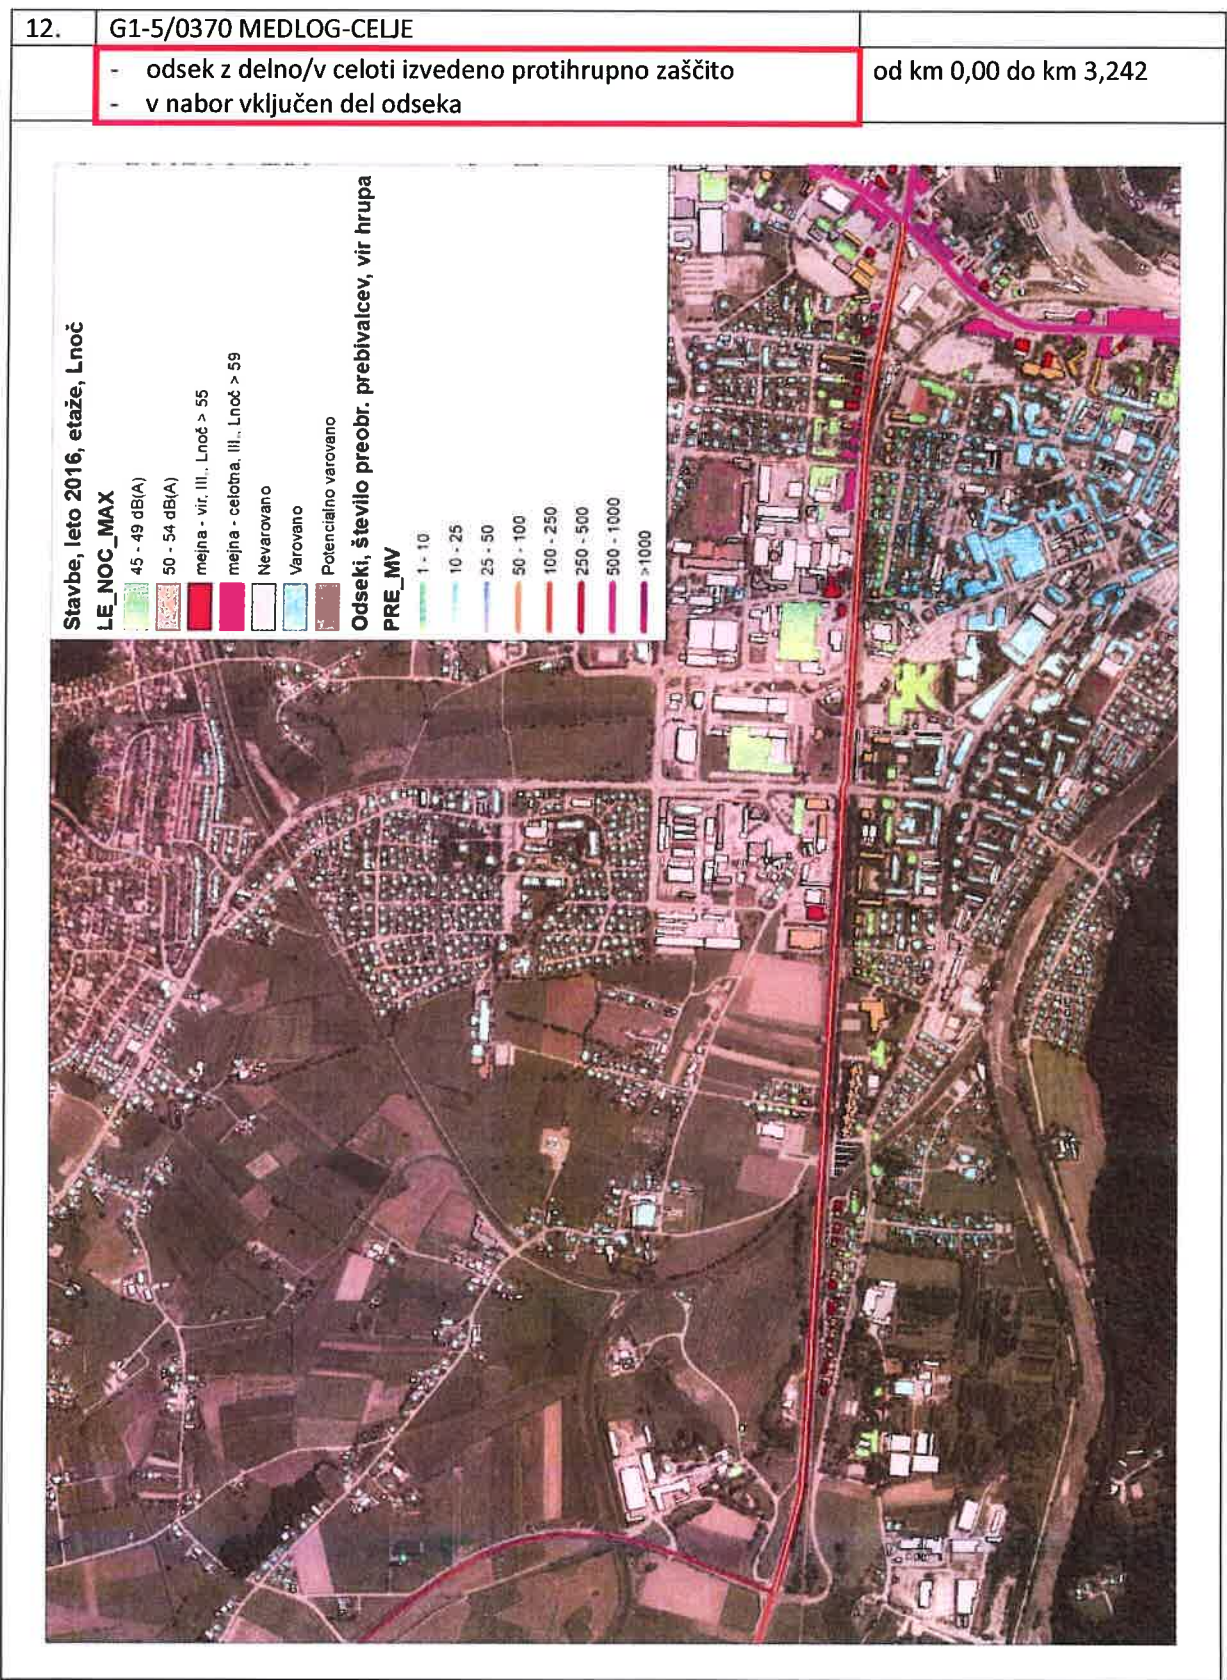 12. G1-5/0370 MEDLOG-CELJE
- odsek z delno/v celoti izvedeno protihrupno zaščito
od km 0,00 do km 3,242
- v nabor vključen del odseka
Stavbe, leto 2016, etaže, Lnoč
LE_NOC_MAX
45 - 49 dB(A)
50 - 54 dB(A)
mejna - vir, III., Lnoč > 55
mejna - celotna, III., Lnoč > 59
Nevarovano
Varovano
Potencialno varovano
Odseki, število preobr. prebivalcev, vir hrupa
PRE_MV
1 - 10
10 - 25
25 - 50
50 - 100
100 - 250
250 - 500
500 - 1000
>1000